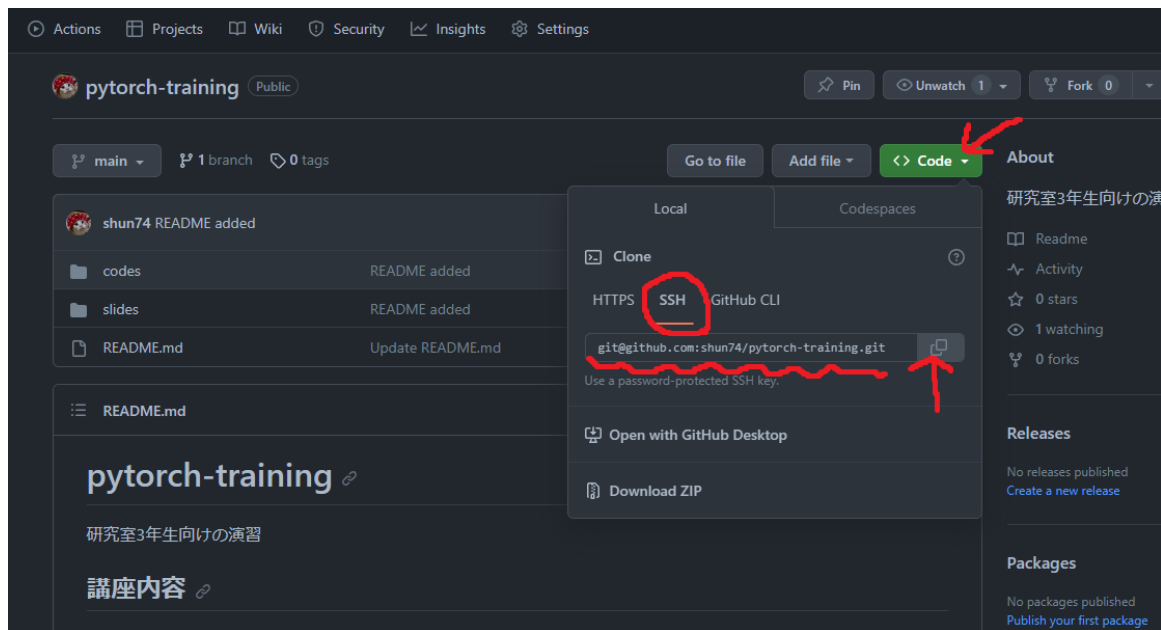 Actions Projects Wiki Security Insights Settings
pytorch-training Public Pin Unwatch 1 Fork 0
main 1 branch 0 tags Go to file Add file <> Code
shun74 README added
codes README added
slides README added
README.md Update README.md
Local Codespaces
Clone
HTTPS SSH GitHub CLI
git@github.com:shun74/pytorch-training.git
Use a password-protected SSH key.
Open with GitHub Desktop
Download ZIP
README.md
pytorch-training
研究室3年生向けの演習
講座内容
About
研究室3年生向けの演
Readme
Activity
0 stars
1 watching
0 forks
Releases
No releases published
Create a new release
Packages
No packages published
Publish your first package